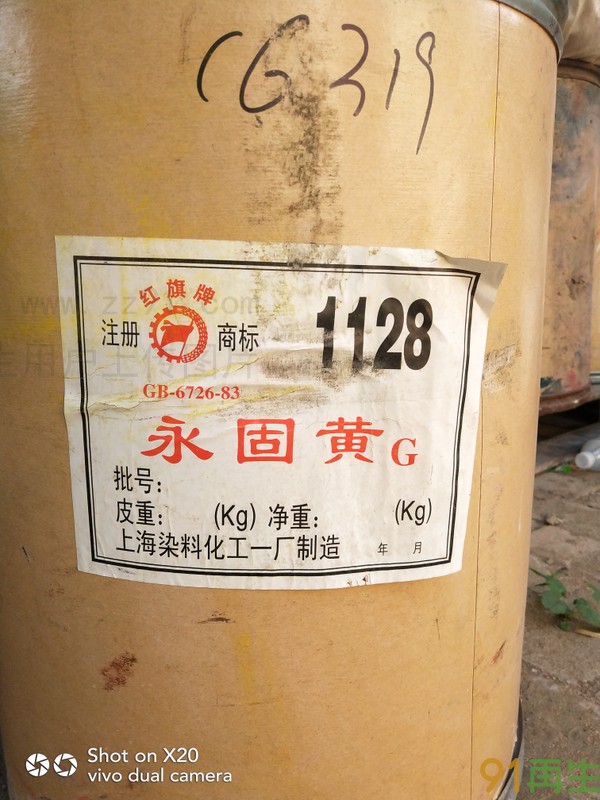 CG319
红旗牌
注册 商标
1128
GB-6726-83
永固黄G
批号:
皮重: (Kg) 净重: (Kg)
上海染料化工一厂制造 年 月
Shot on X20
vivo dual camera
91再生